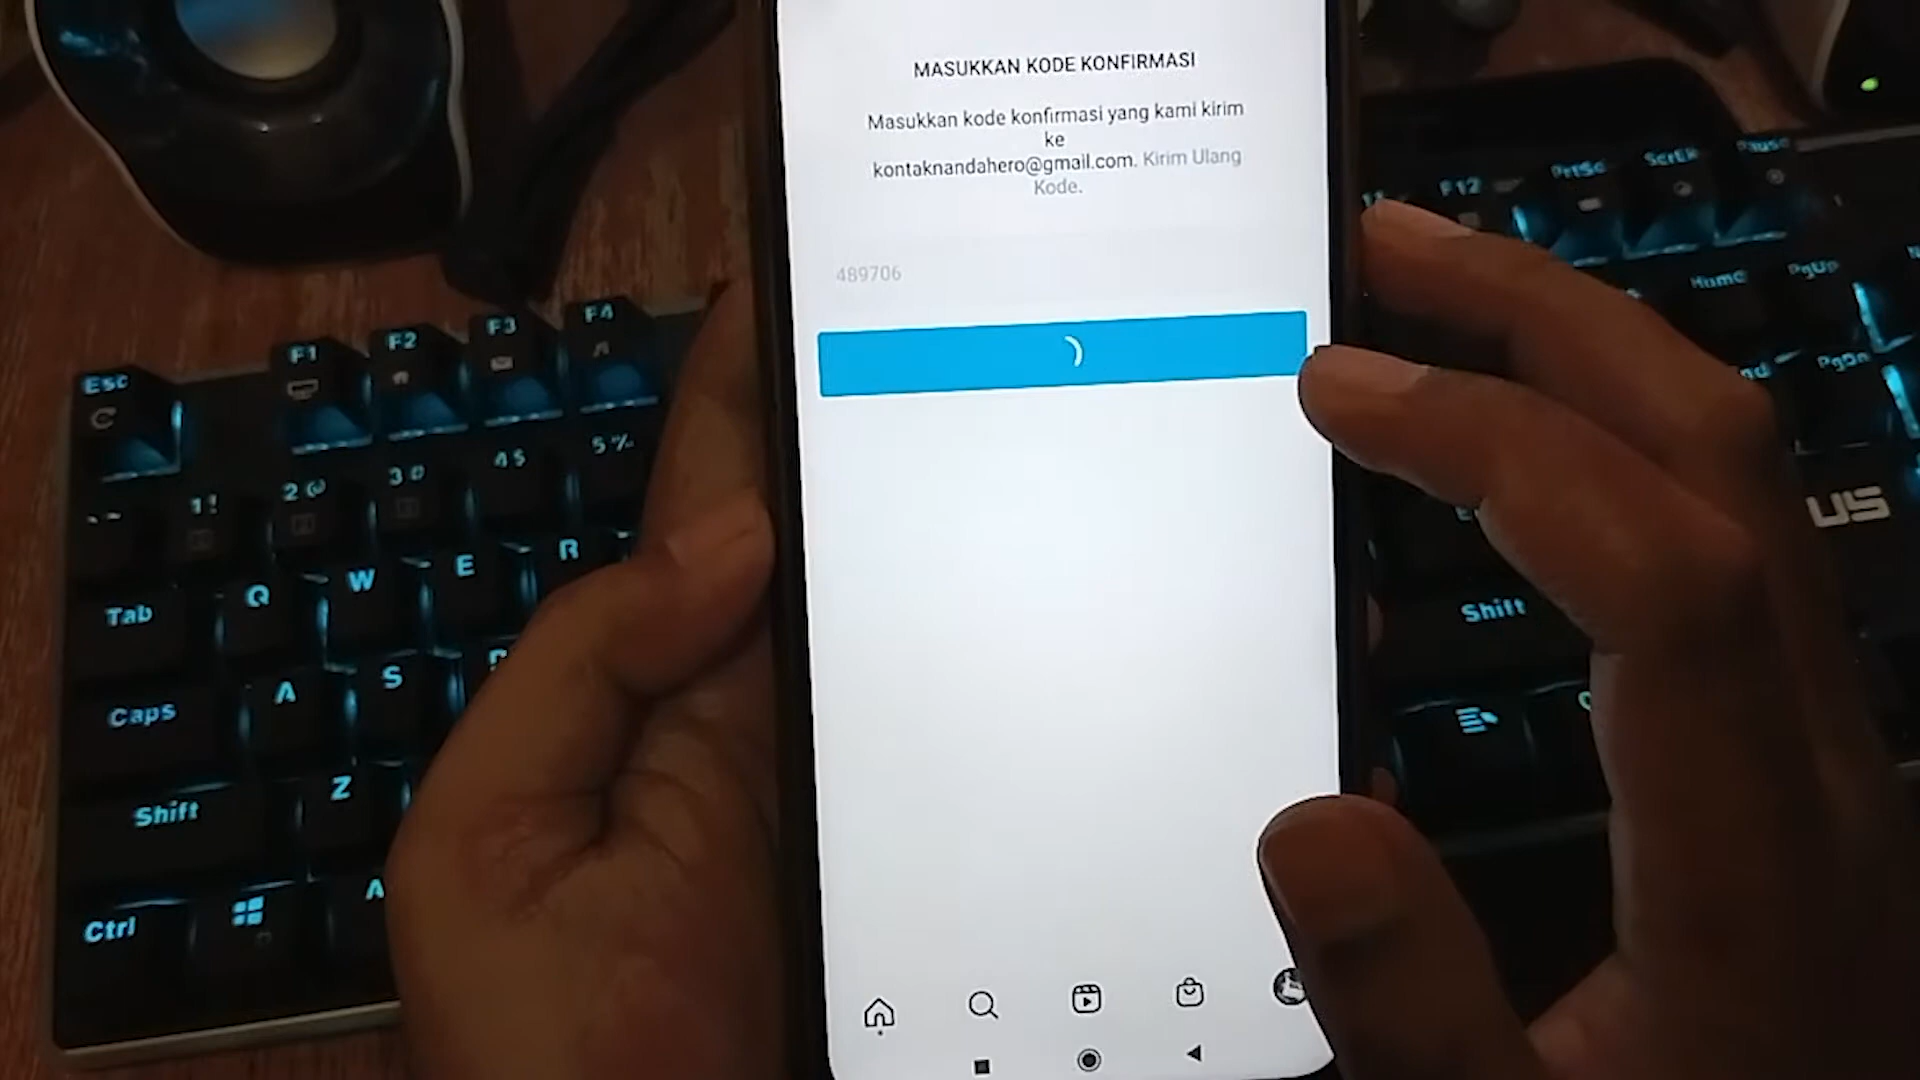 MASUKKAN KODE KONFIRMASI
Masukkan kode konfirmasi yang kami kirim
ke
kontaknandahero@gmail.com. Kirim Ulang
Kode.
489706
Esc
F1
F2
F3
F4
1!
2@
3
4$
5%
Tab
Q
W
E
R
Caps
A
S
Shift
Z
Ctrl
A
F12
PrtSc
ScrLk
Pause
Home
PgUp
PgDn
US
Shift